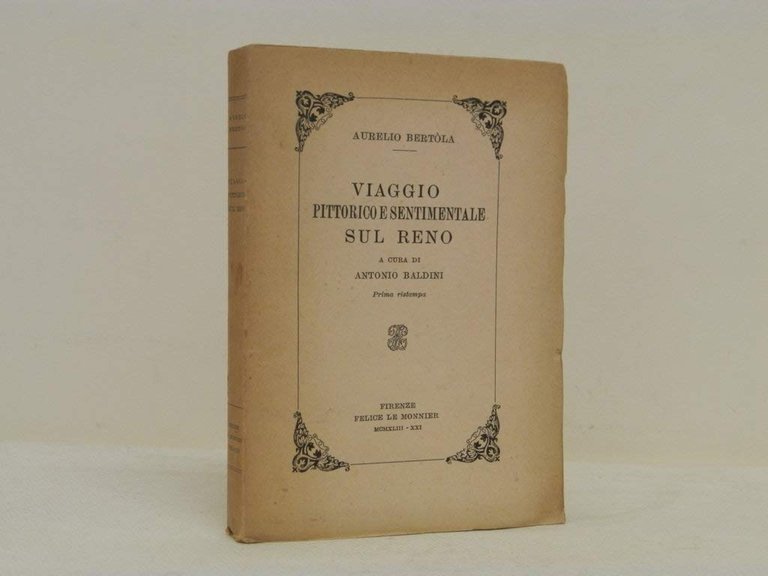 AURELIO BERTÒLA
VIAGGIO
PITTORICO E SENTIMENTALE
SUL RENO
A CURA DI
ANTONIO BALDINI
Prima ristampa
FIRENZE
FELICE LE MONNIER
MCMXLIII - XXI